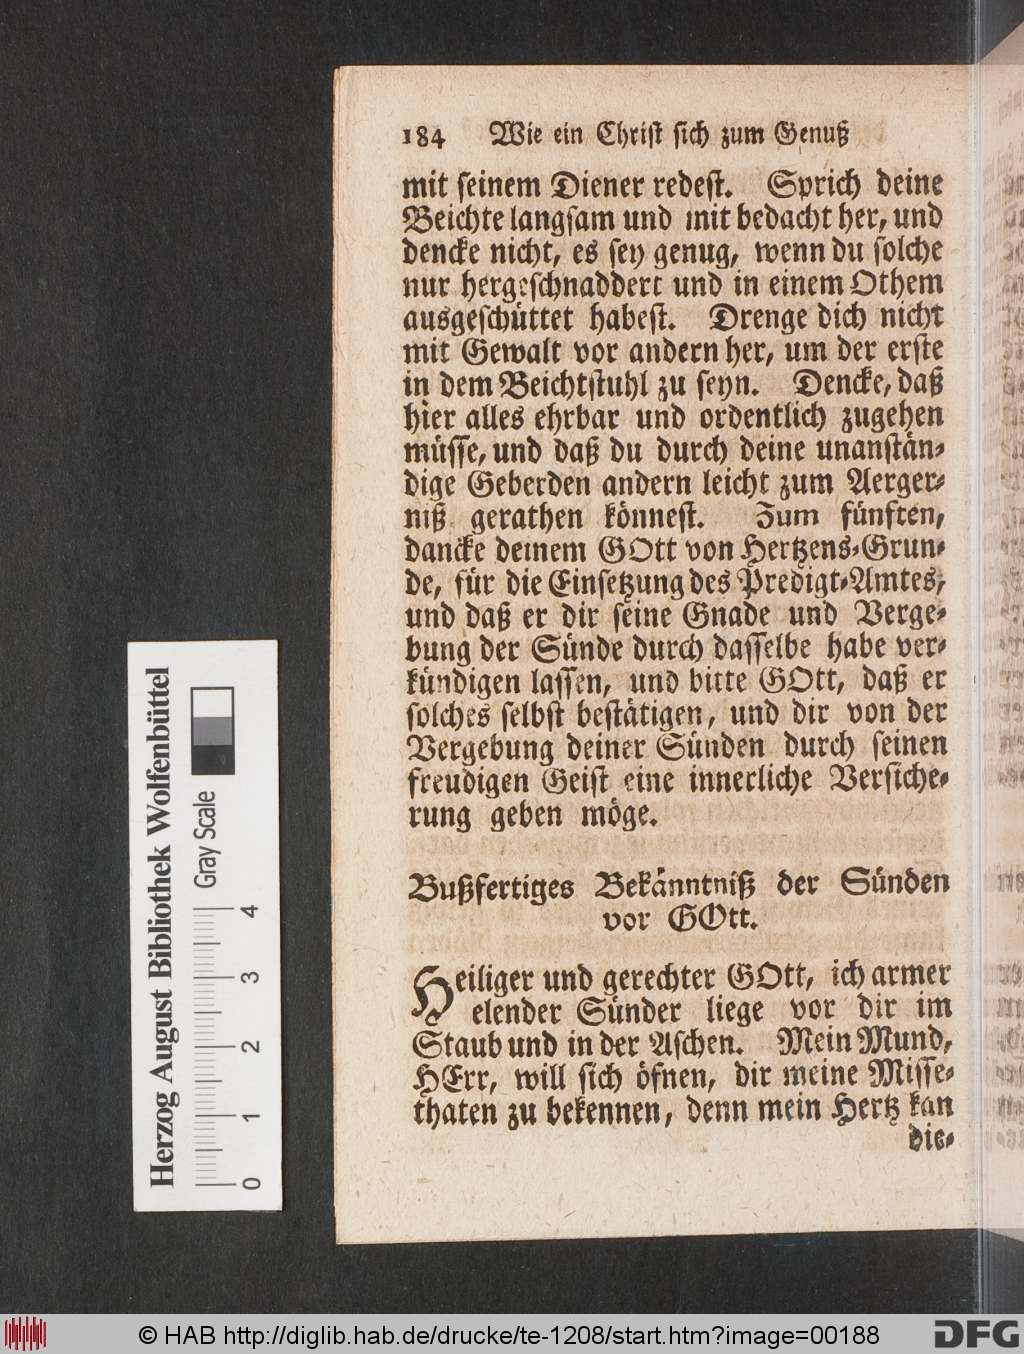 184 Wie ein Christ sich zum Genuß
mit seinem Diener redest. Sprich deine
Beichte langsam und mit bedacht her, und
dencke nicht, es sey genug, wenn du solche
nur hergeschnaddert und in einem Othem
ausgeschüttet habest. Drenge dich nicht
mit Gewalt vor andern her, um der erste
in dem Beichtstuhl zu seyn. Dencke, daß
hier alles ehrbar und ordentlich zugehen
müsse, und daß du durch deine unanstän-
dige Geberden andern leicht zum Aerger-
niß gerathen könnest. Zum fünften,
dancke deinem GOtt von Hertzens-Grun-
de, für die Einsetzung des Predigt-Amtes,
und daß er dir seine Gnade und Verge-
bung der Sünde durch dasselbe habe ver-
kündigen lassen, und bitte GOtt, daß er
solches selbst bestätigen, und dir von der
Vergebung deiner Sünden durch seinen
freudigen Geist eine innerliche Versiche-
rung geben möge.
Bußfertiges Bekänntniß der Sünden
vor GOtt.
Heiliger und gerechter GOtt, ich armer
elender Sünder liege vor dir im
Staub und in der Aschen. Mein Mund,
HErr, will sich öfnen, dir meine Misse-
thaten zu bekennen, denn mein Hertz kan
die-
Herzog August Bibliothek Wolfenbüttel
Gray Scale
0 1 2 3 4
© HAB http://diglib.hab.de/drucke/te-1208/start.htm?image=00188
DFG